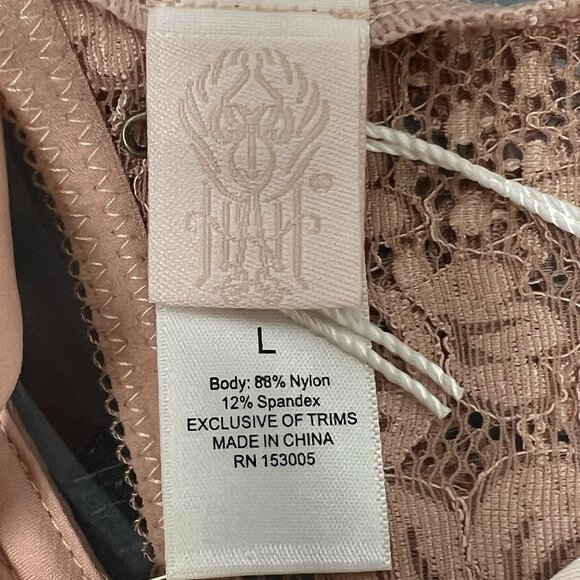 L
Body: 88% Nylon
12% Spandex
EXCLUSIVE OF TRIMS
MADE IN CHINA
RN 153005